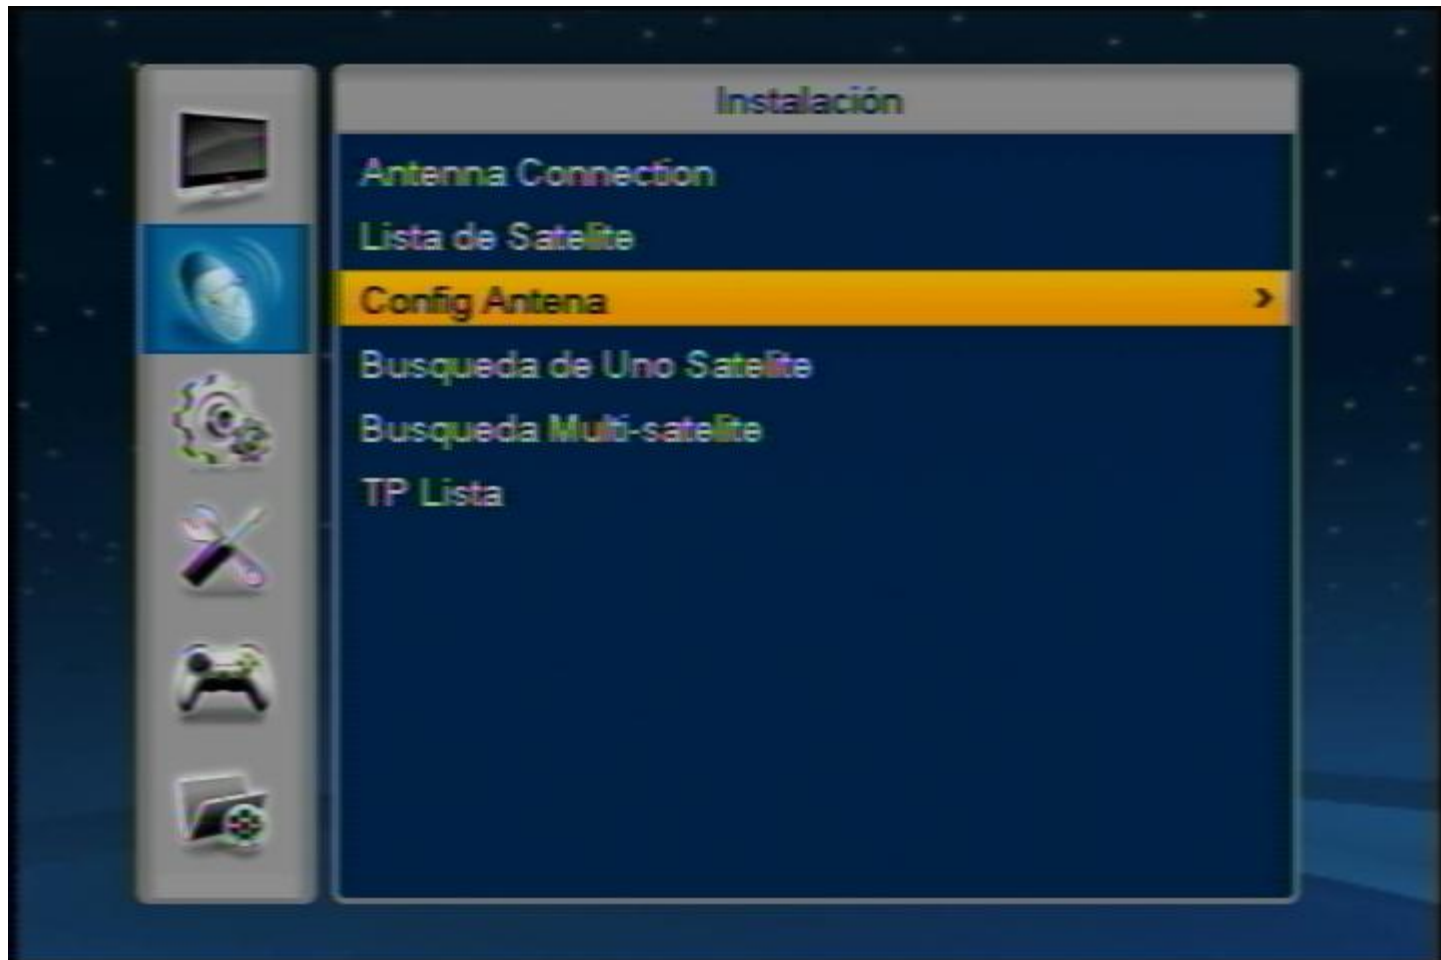 Instalación
Antenna Connection
Lista de Satelite
Config Antena
Busqueda de Uno Satelite
Busqueda Multi-satelite
TP Lista